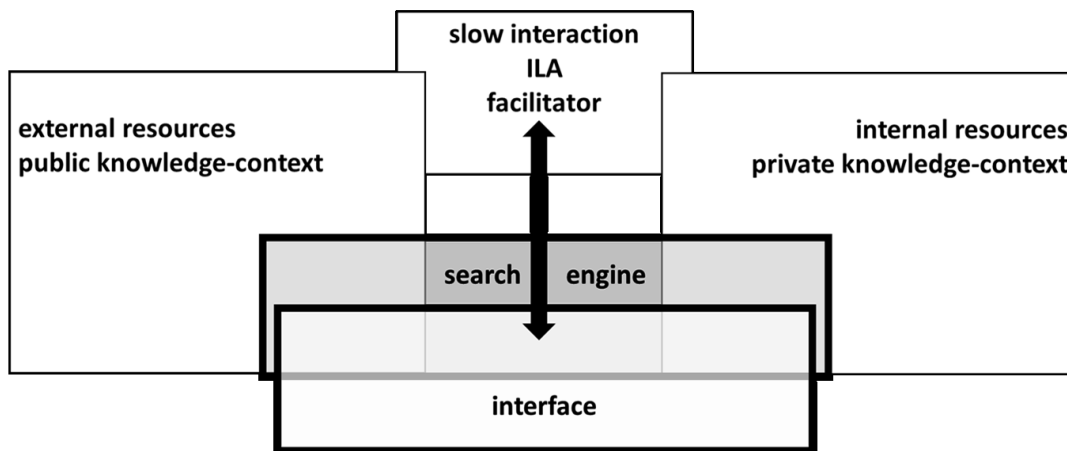 slow interaction
ILA
facilitator
external resources
public knowledge-context
internal resources
private knowledge-context
search engine
interface